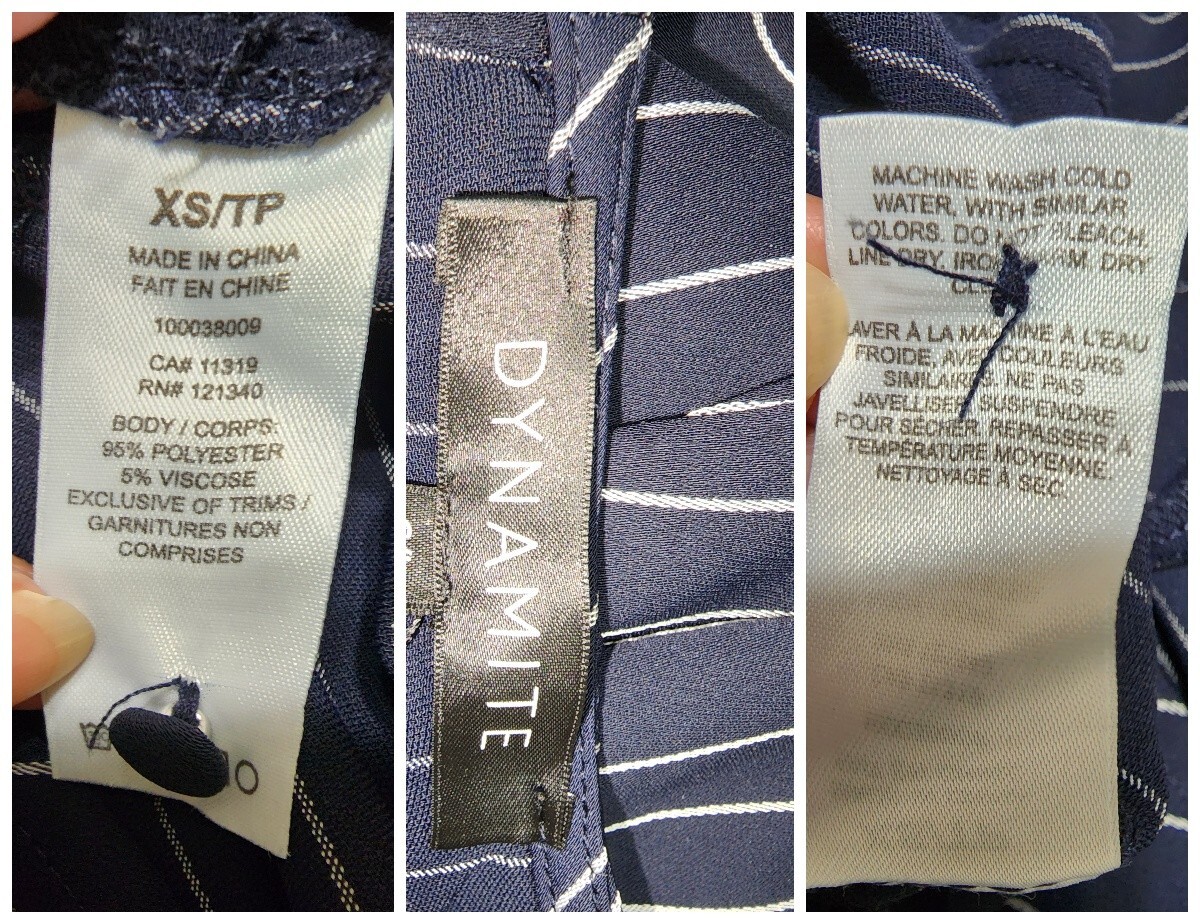 XS/TP
MADE IN CHINA
FAIT EN CHINE
100038009
CA# 11319
RN# 121340
BODY / CORPS:
95% POLYESTER
5% VISCOSE
EXCLUSIVE OF TRIMS /
GARNITURES NON
COMPRISES
DYNAMITE
MACHINE WASH COLD
WATER, WITH SIMILAR
COLORS. DO NOT BLEACH.
LINE DRY. DRY
LAVER À LA MACHINE À L'EAU
FROIDE, AVEC COULEURS
SIMILAIRES. NE PAS
JAVELLISER. SUSPENDRE
POUR SÉCHER. REPASSER À
TEMPÉRATURE MOYENNE.
NETTOYAGE À SEC.